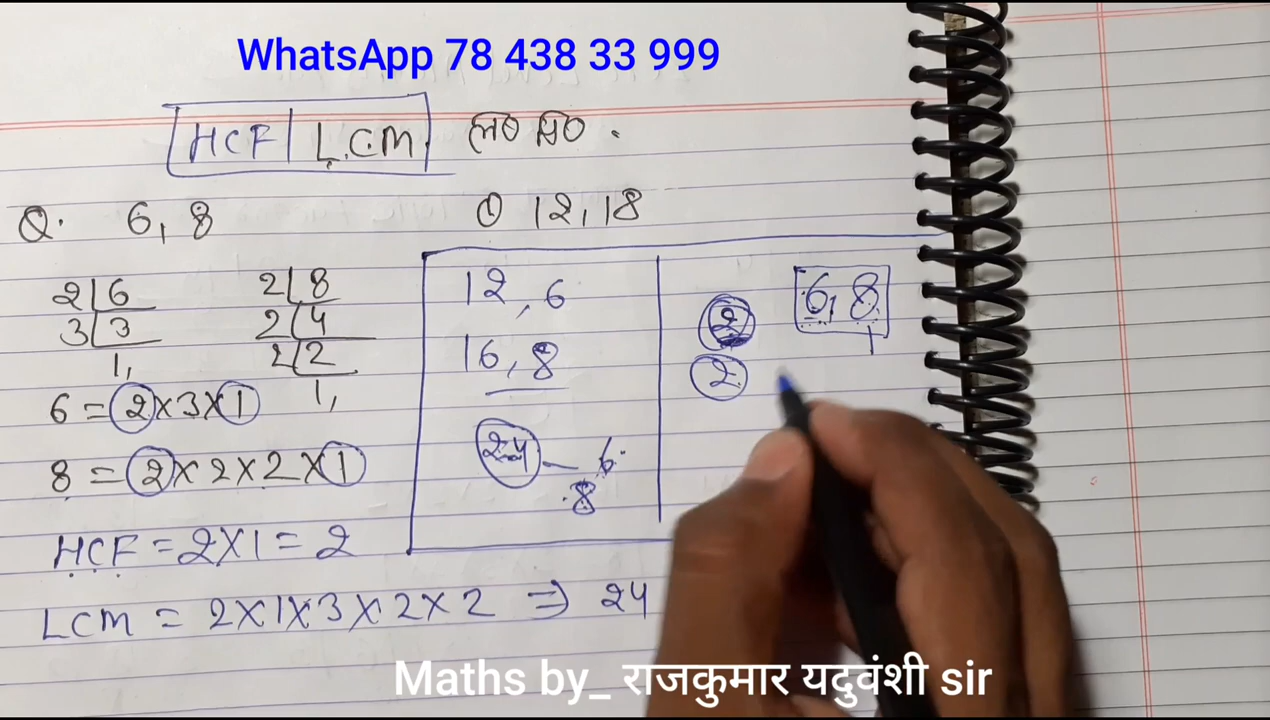 WhatsApp 78 438 33 999
HCF | LCM ल० स० .
Q. 6, 8
2 | 6
3 | 3
1,
2 | 8
2 | 4
2 | 2
1,
6 = 2 × 3 × 1
8 = 2 × 2 × 2 × 1
HCF = 2 × 1 = 2
LCM = 2 × 1 × 3 × 2 × 2 ⇒ 24
12, 18
12, 6
16, 8
24 — 6
8
6, 8
2
2
Maths by_ राजकुमार यदुवंशी sir